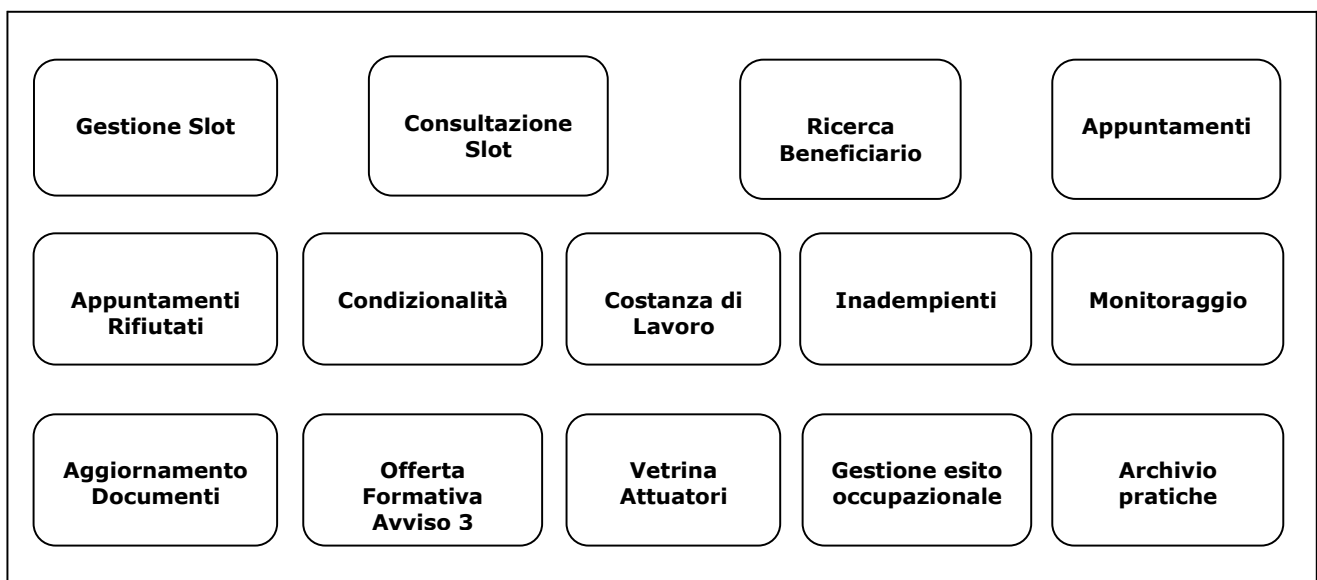 Gestione Slot
Consultazione
Slot
Ricerca
Beneficiario
Appuntamenti
Appuntamenti
Rifiutati
Condizionalità
Costanza di
Lavoro
Inadempienti
Monitoraggio
Aggiornamento
Documenti
Offerta
Formativa
Avviso 3
Vetrina
Attuatori
Gestione esito
occupazionale
Archivio
pratiche